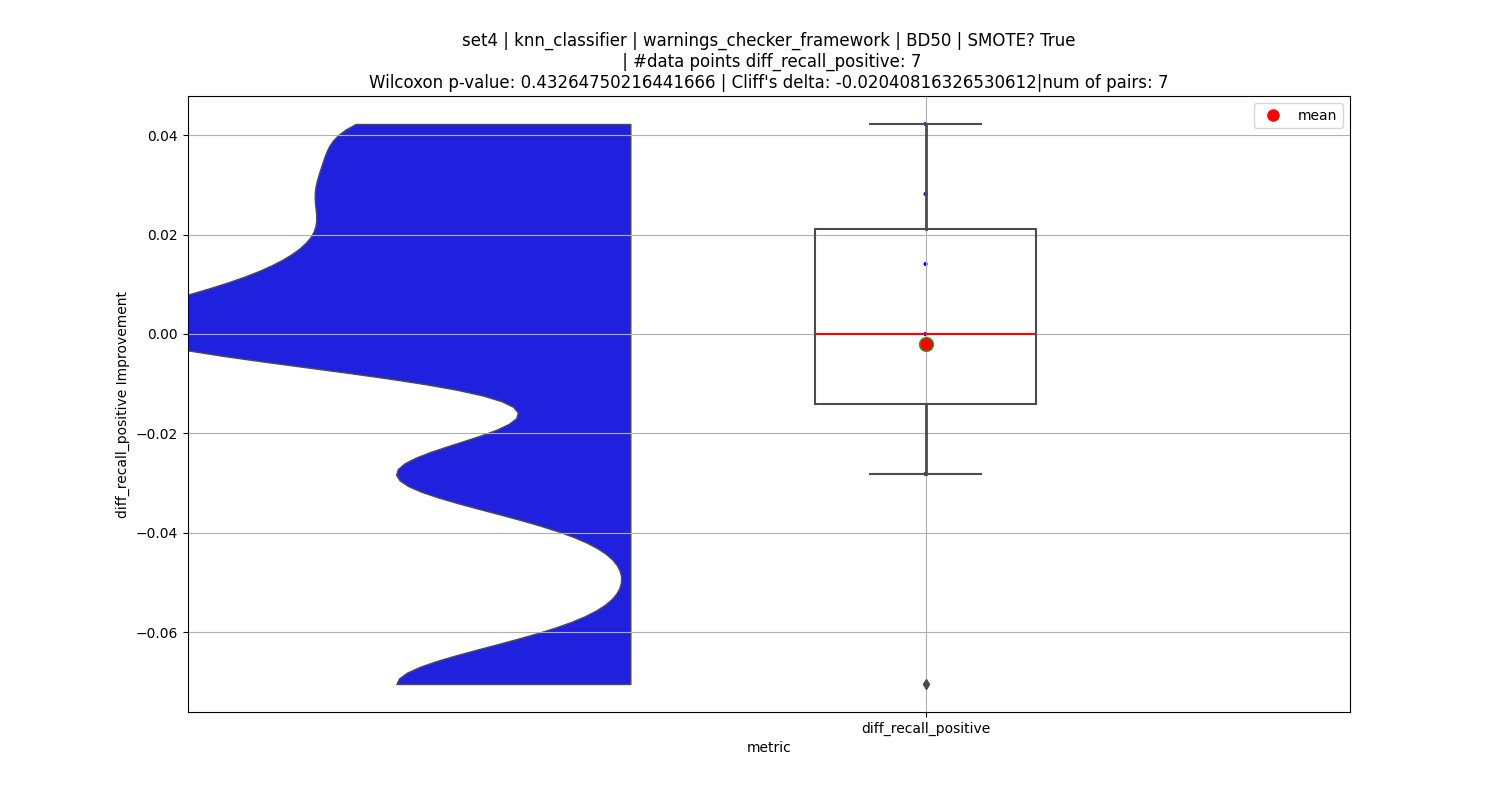 set4 | knn_classifier | warnings_checker_framework | BD50 | SMOTE? True
| #data points diff_recall_positive: 7
Wilcoxon p-value: 0.43264750216441666 | Cliff's delta: -0.02040816326530612|num of pairs: 7
mean
0.04
0.02
0.00
−0.02
−0.04
−0.06
diff_recall_positive Improvement
diff_recall_positive
metric